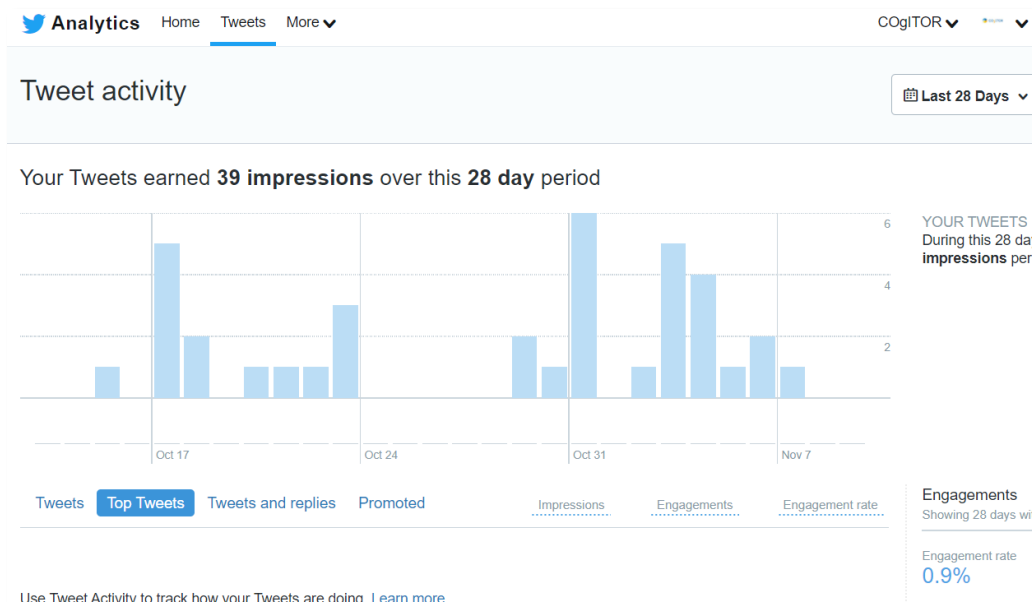 Analytics Home Tweets More COgITOR
Tweet activity
Last 28 Days
Your Tweets earned 39 impressions over this 28 day period
6
4
2
YOUR TWEETS
During this 28 da
impressions per
Oct 17 Oct 24 Oct 31 Nov 7
Tweets Top Tweets Tweets and replies Promoted Impressions Engagements Engagement rate
Engagements
Showing 28 days wi
Engagement rate
0.9%
Use Tweet Activity to track how your Tweets are doing. Learn more